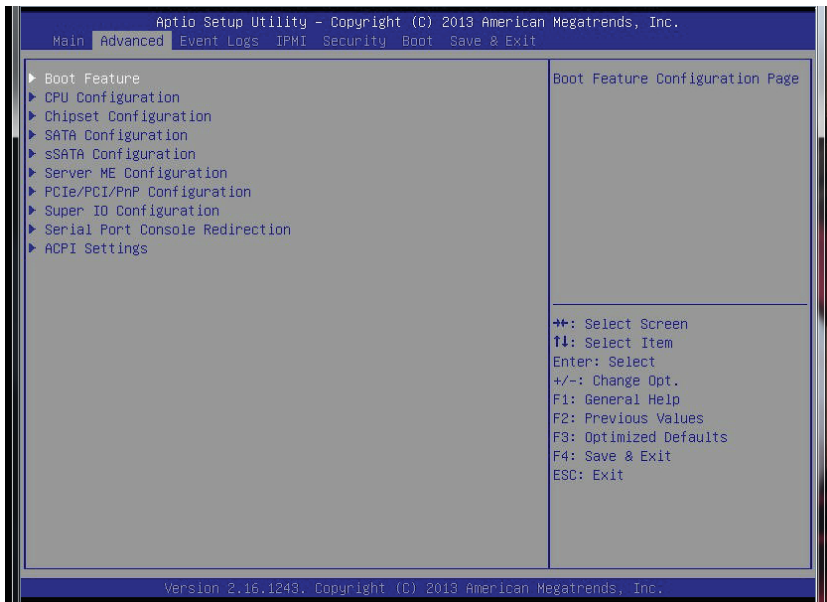 Aptio Setup Utility – Copyright (C) 2013 American Megatrends, Inc.
Main Advanced Event Logs IPMI Security Boot Save & Exit
Boot Feature
CPU Configuration
Chipset Configuration
SATA Configuration
sSATA Configuration
Server ME Configuration
PCIe/PCI/PnP Configuration
Super IO Configuration
Serial Port Console Redirection
ACPI Settings
Boot Feature Configuration Page
→←: Select Screen
↑↓: Select Item
Enter: Select
+/-: Change Opt.
F1: General Help
F2: Previous Values
F3: Optimized Defaults
F4: Save & Exit
ESC: Exit
Version 2.16.1243. Copyright (C) 2013 American Megatrends, Inc.